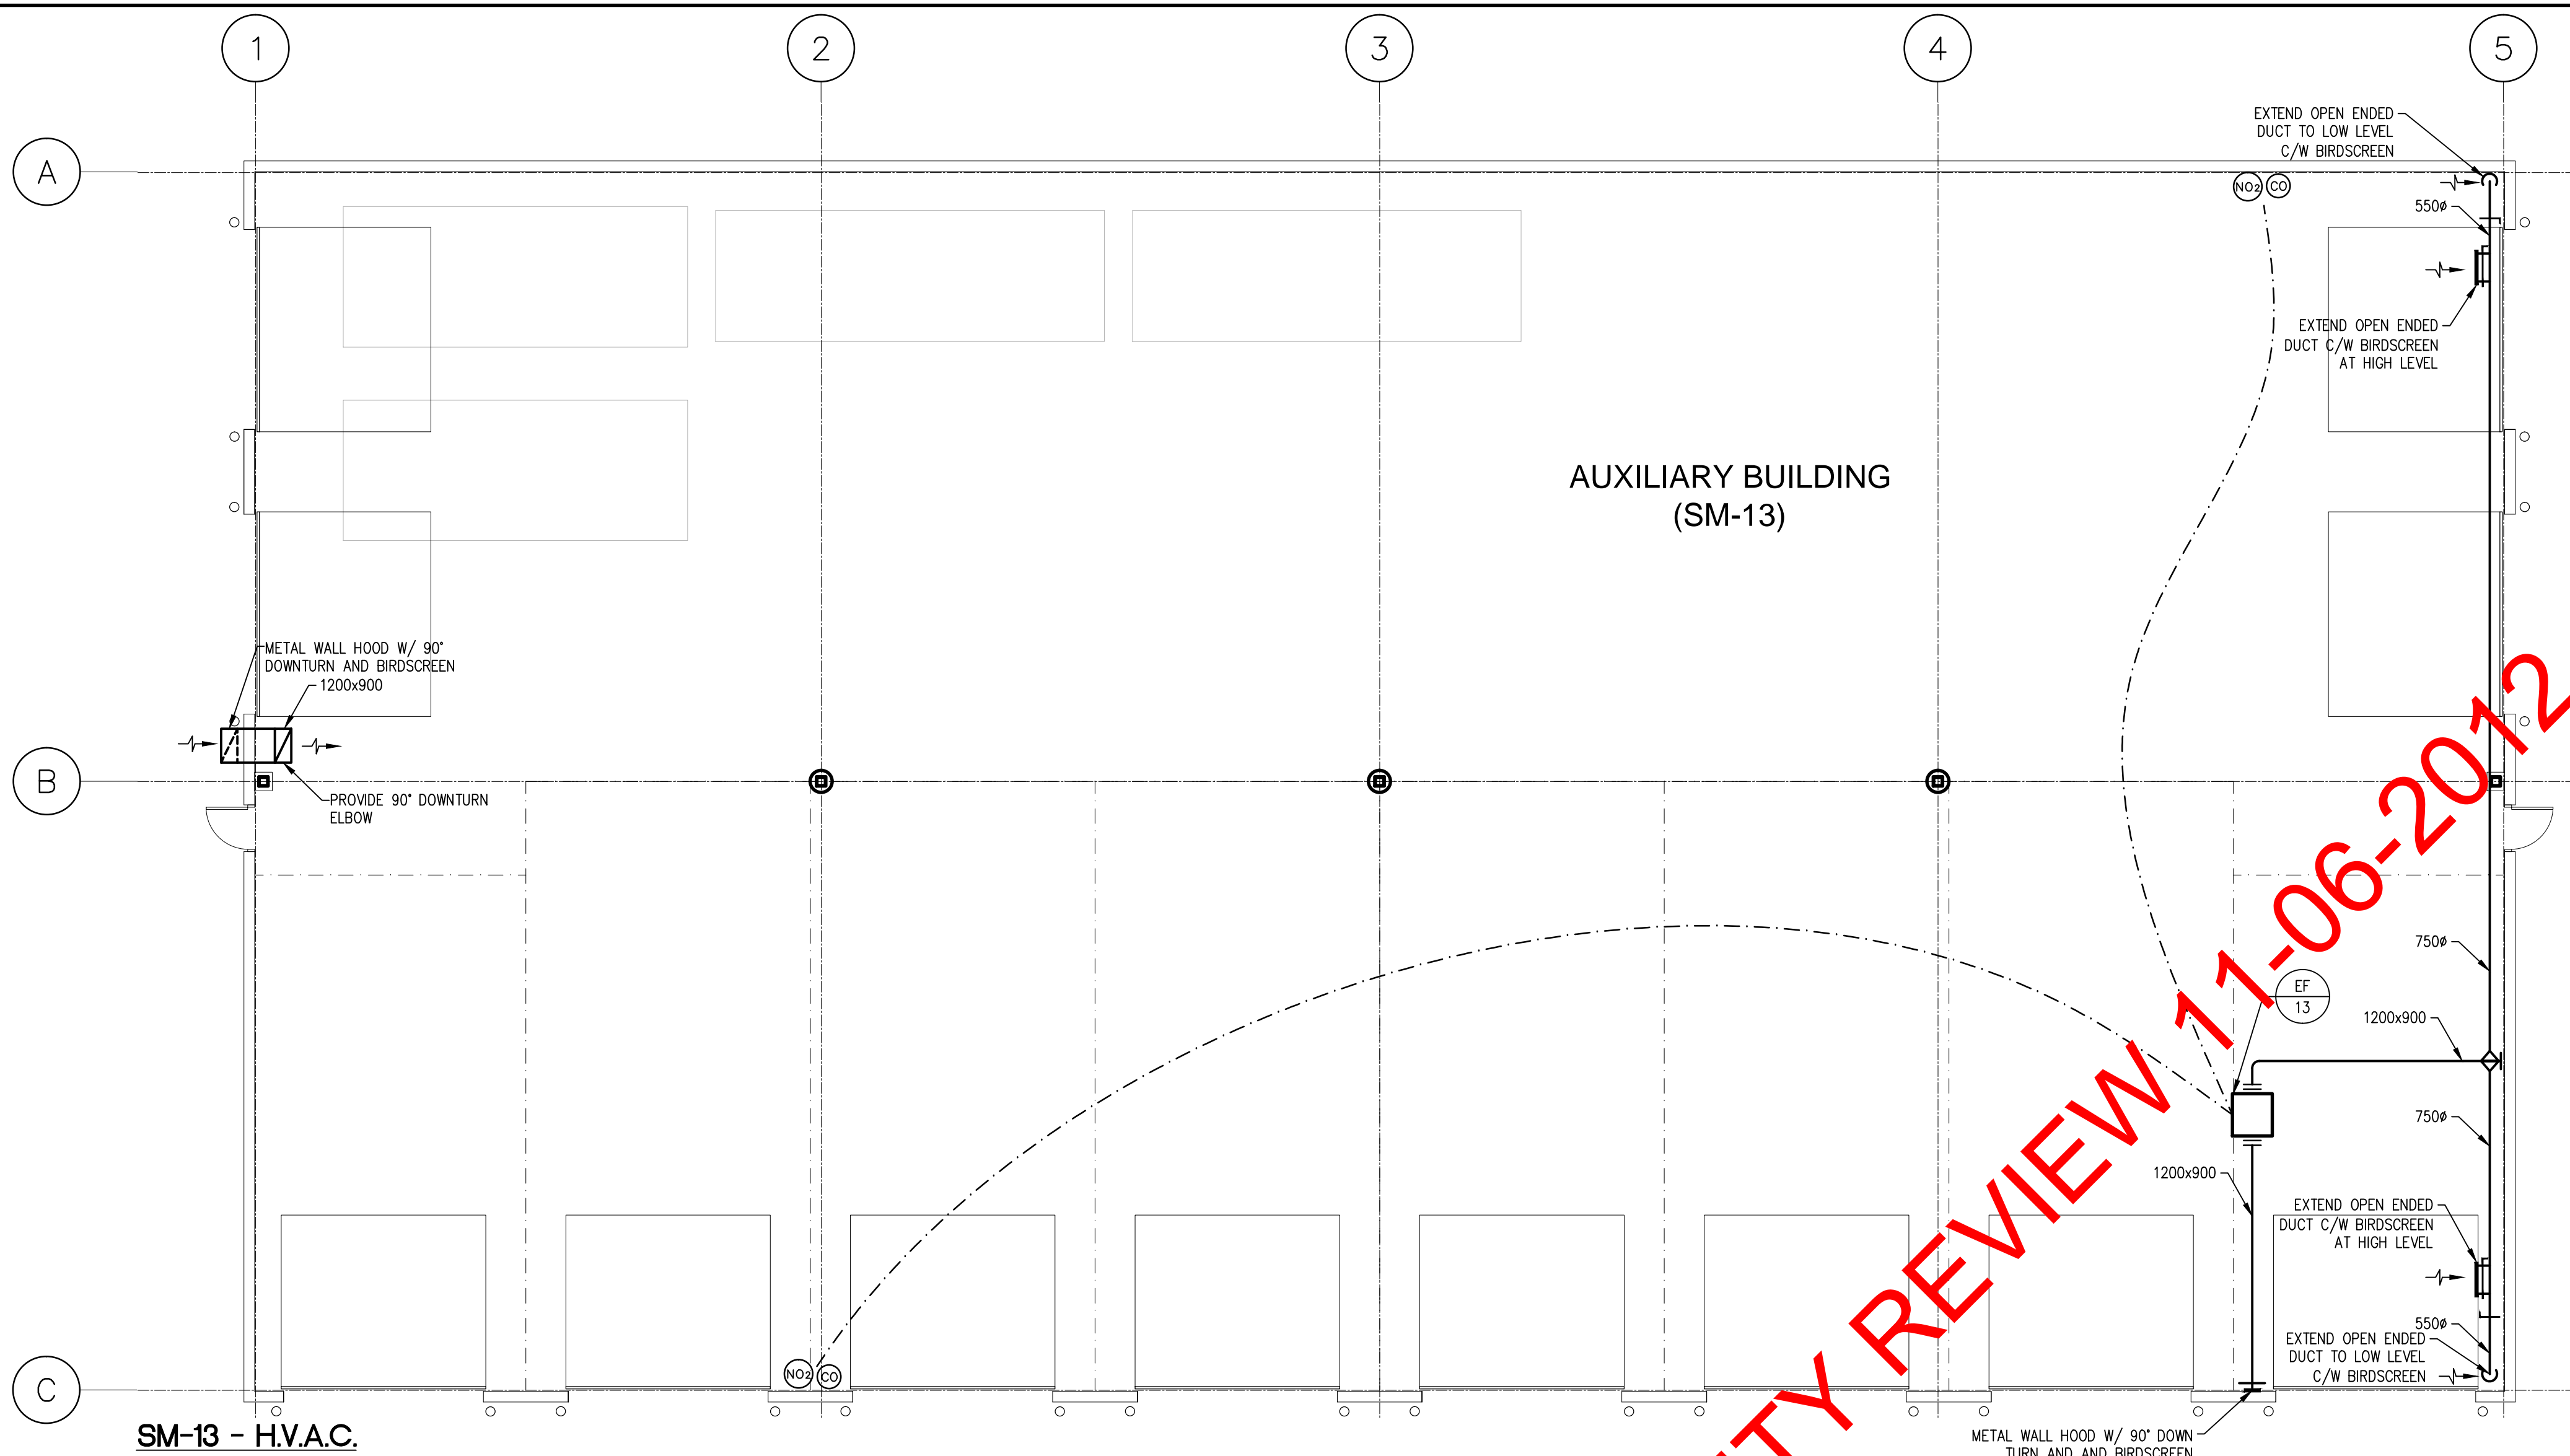 1
2
3
4
5
A
B
C
EXTEND OPEN ENDED
DUCT TO LOW LEVEL
C/W BIRDSCREEN
NO2
CO
550ø
EXTEND OPEN ENDED
DUCT C/W BIRDSCREEN
AT HIGH LEVEL
AUXILIARY BUILDING
(SM-13)
METAL WALL HOOD W/ 90°
DOWNTURN AND BIRDSCREEN
1200x900
PROVIDE 90° DOWNTURN
ELBOW
750ø
EF
13
1200x900
750ø
1200x900
EXTEND OPEN ENDED
DUCT C/W BIRDSCREEN
AT HIGH LEVEL
550ø
EXTEND OPEN ENDED
DUCT TO LOW LEVEL
C/W BIRDSCREEN
NO2
CO
METAL WALL HOOD W/ 90° DOWN
TURN AND AND BIRDSCREEN
SM-13 - H.V.A.C.
TY REVIEW 11-06-2012